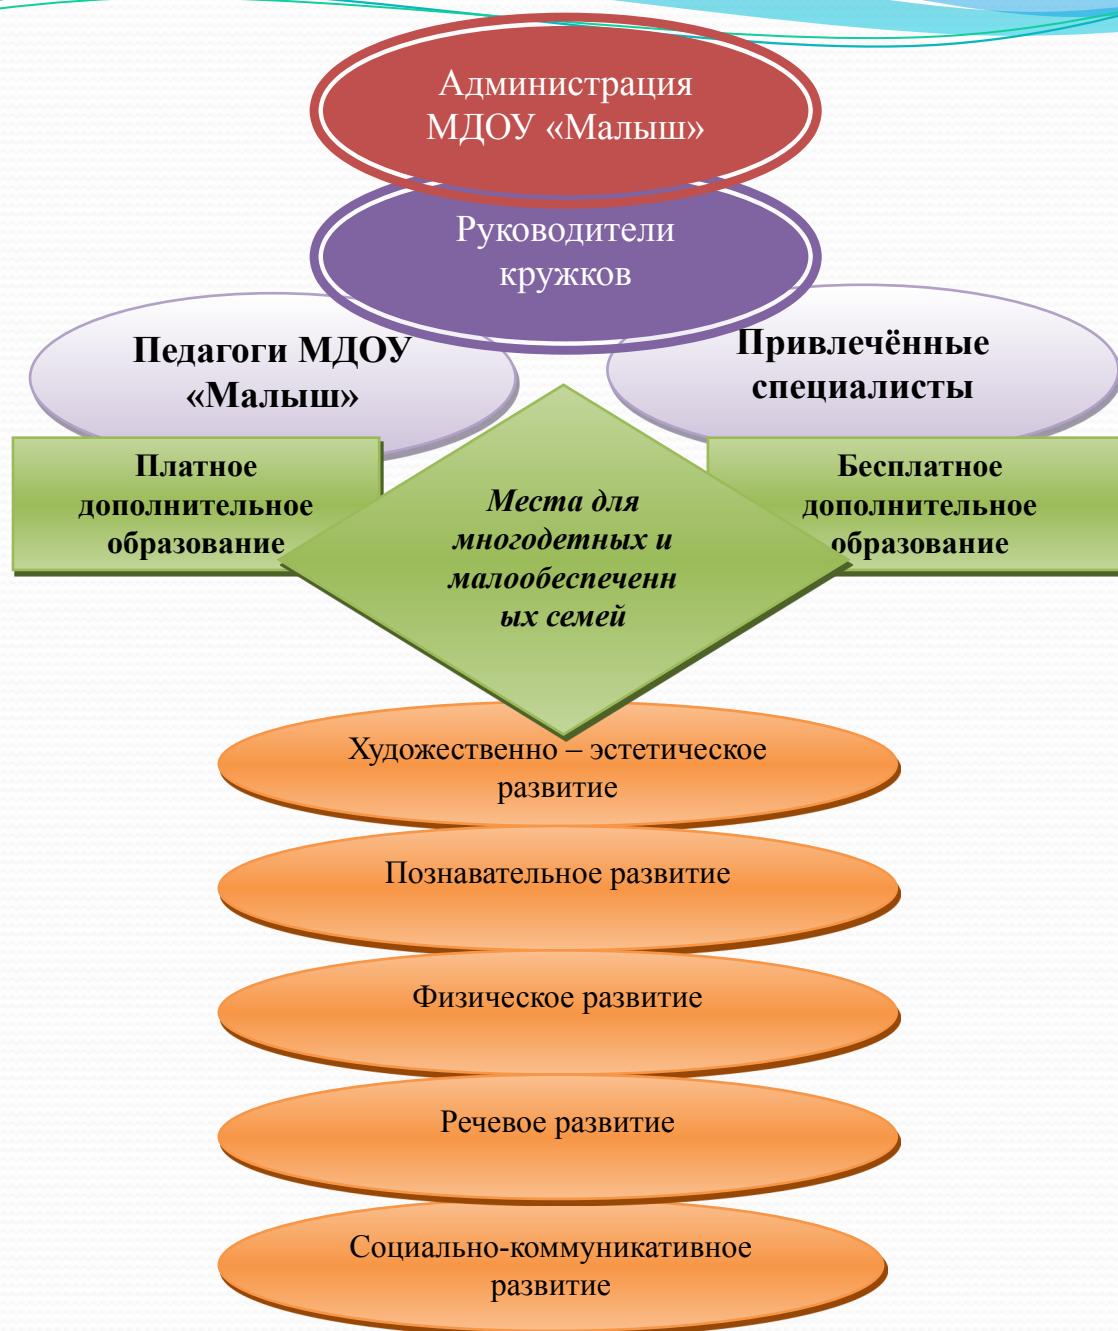 Администрация
МДОУ «Малыш»
Руководители
кружков
Педагоги МДОУ
«Малыш»
Привлечённые
специалисты
Платное
дополнительное
образование
Места для
многодетных и
малообеспеченн
ых семей
Бесплатное
дополнительное
образование
Художественно – эстетическое
развитие
Познавательное развитие
Физическое развитие
Речевое развитие
Социально-коммуникативное
развитие